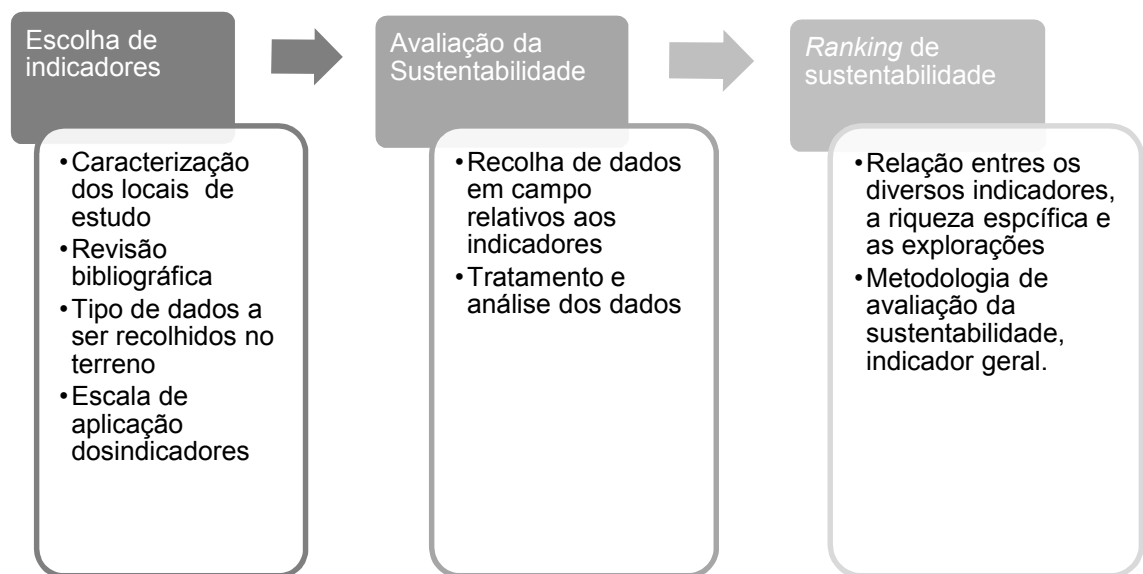 Escolha de
indicadores
•Caracterização
dos locais de
estudo
•Revisão
bibliográfica
•Tipo de dados a
ser recolhidos no
terreno
•Escala de
aplicação
dosindicadores
Avaliação da
Sustentabilidade
•Recolha de dados
em campo
relativos aos
indicadores
•Tratamento e
análise dos dados
Ranking de
sustentabilidade
•Relação entres os
diversos indicadores,
a riqueza espcífica e
as explorações
•Metodologia de
avaliação da
sustentabilidade,
indicador geral.